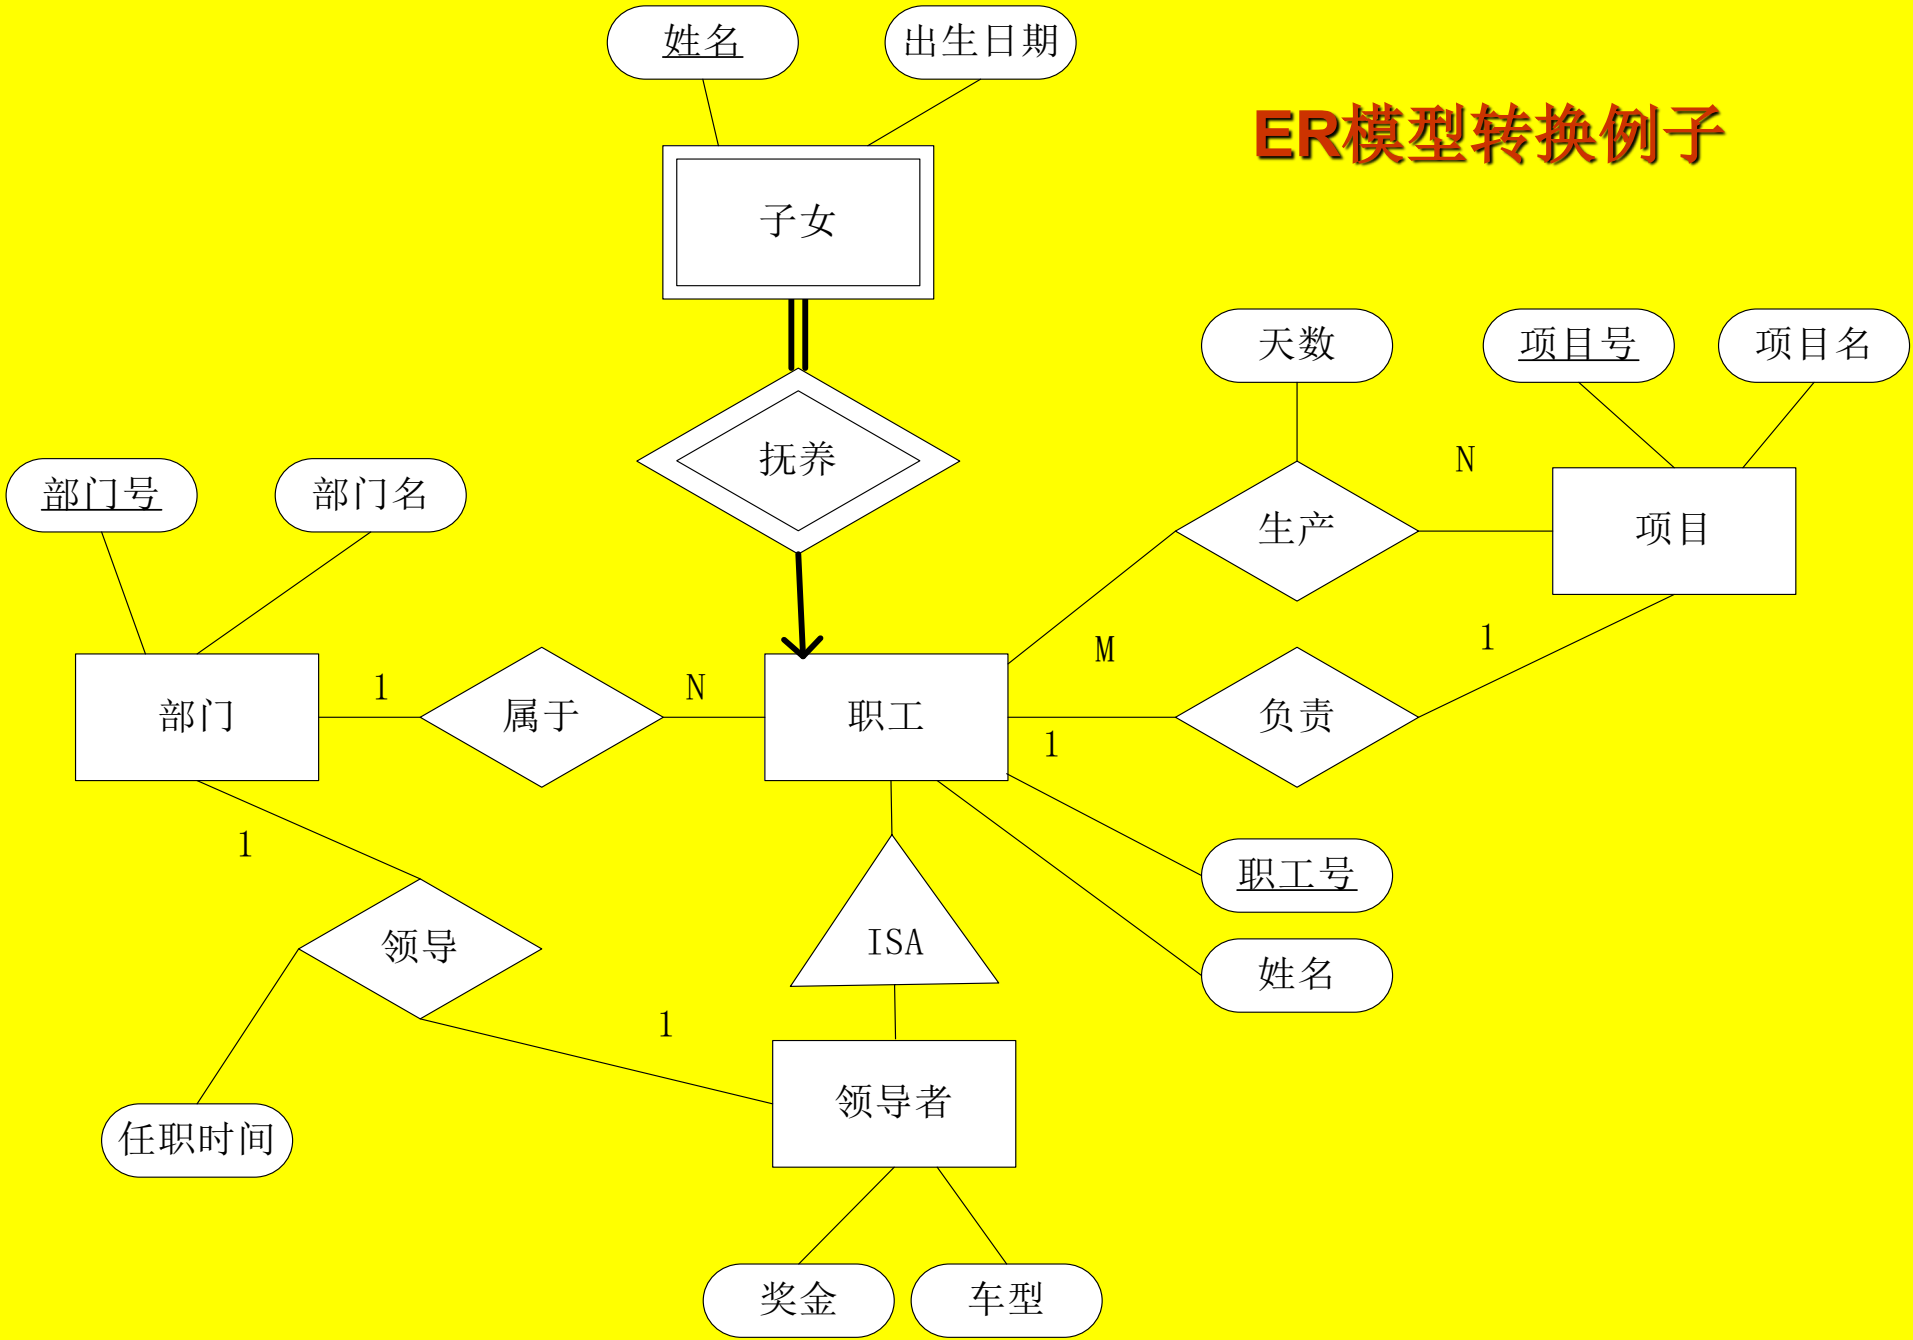 姓名
出生日期
ER模型转换例子
子女
天数
项目号
项目名
抚养
N
部门号
部门名
生产
项目
M
1
1
N
部门
属于
职工
负责
1
1
职工号
领导
ISA
姓名
1
领导者
任职时间
奖金
车型